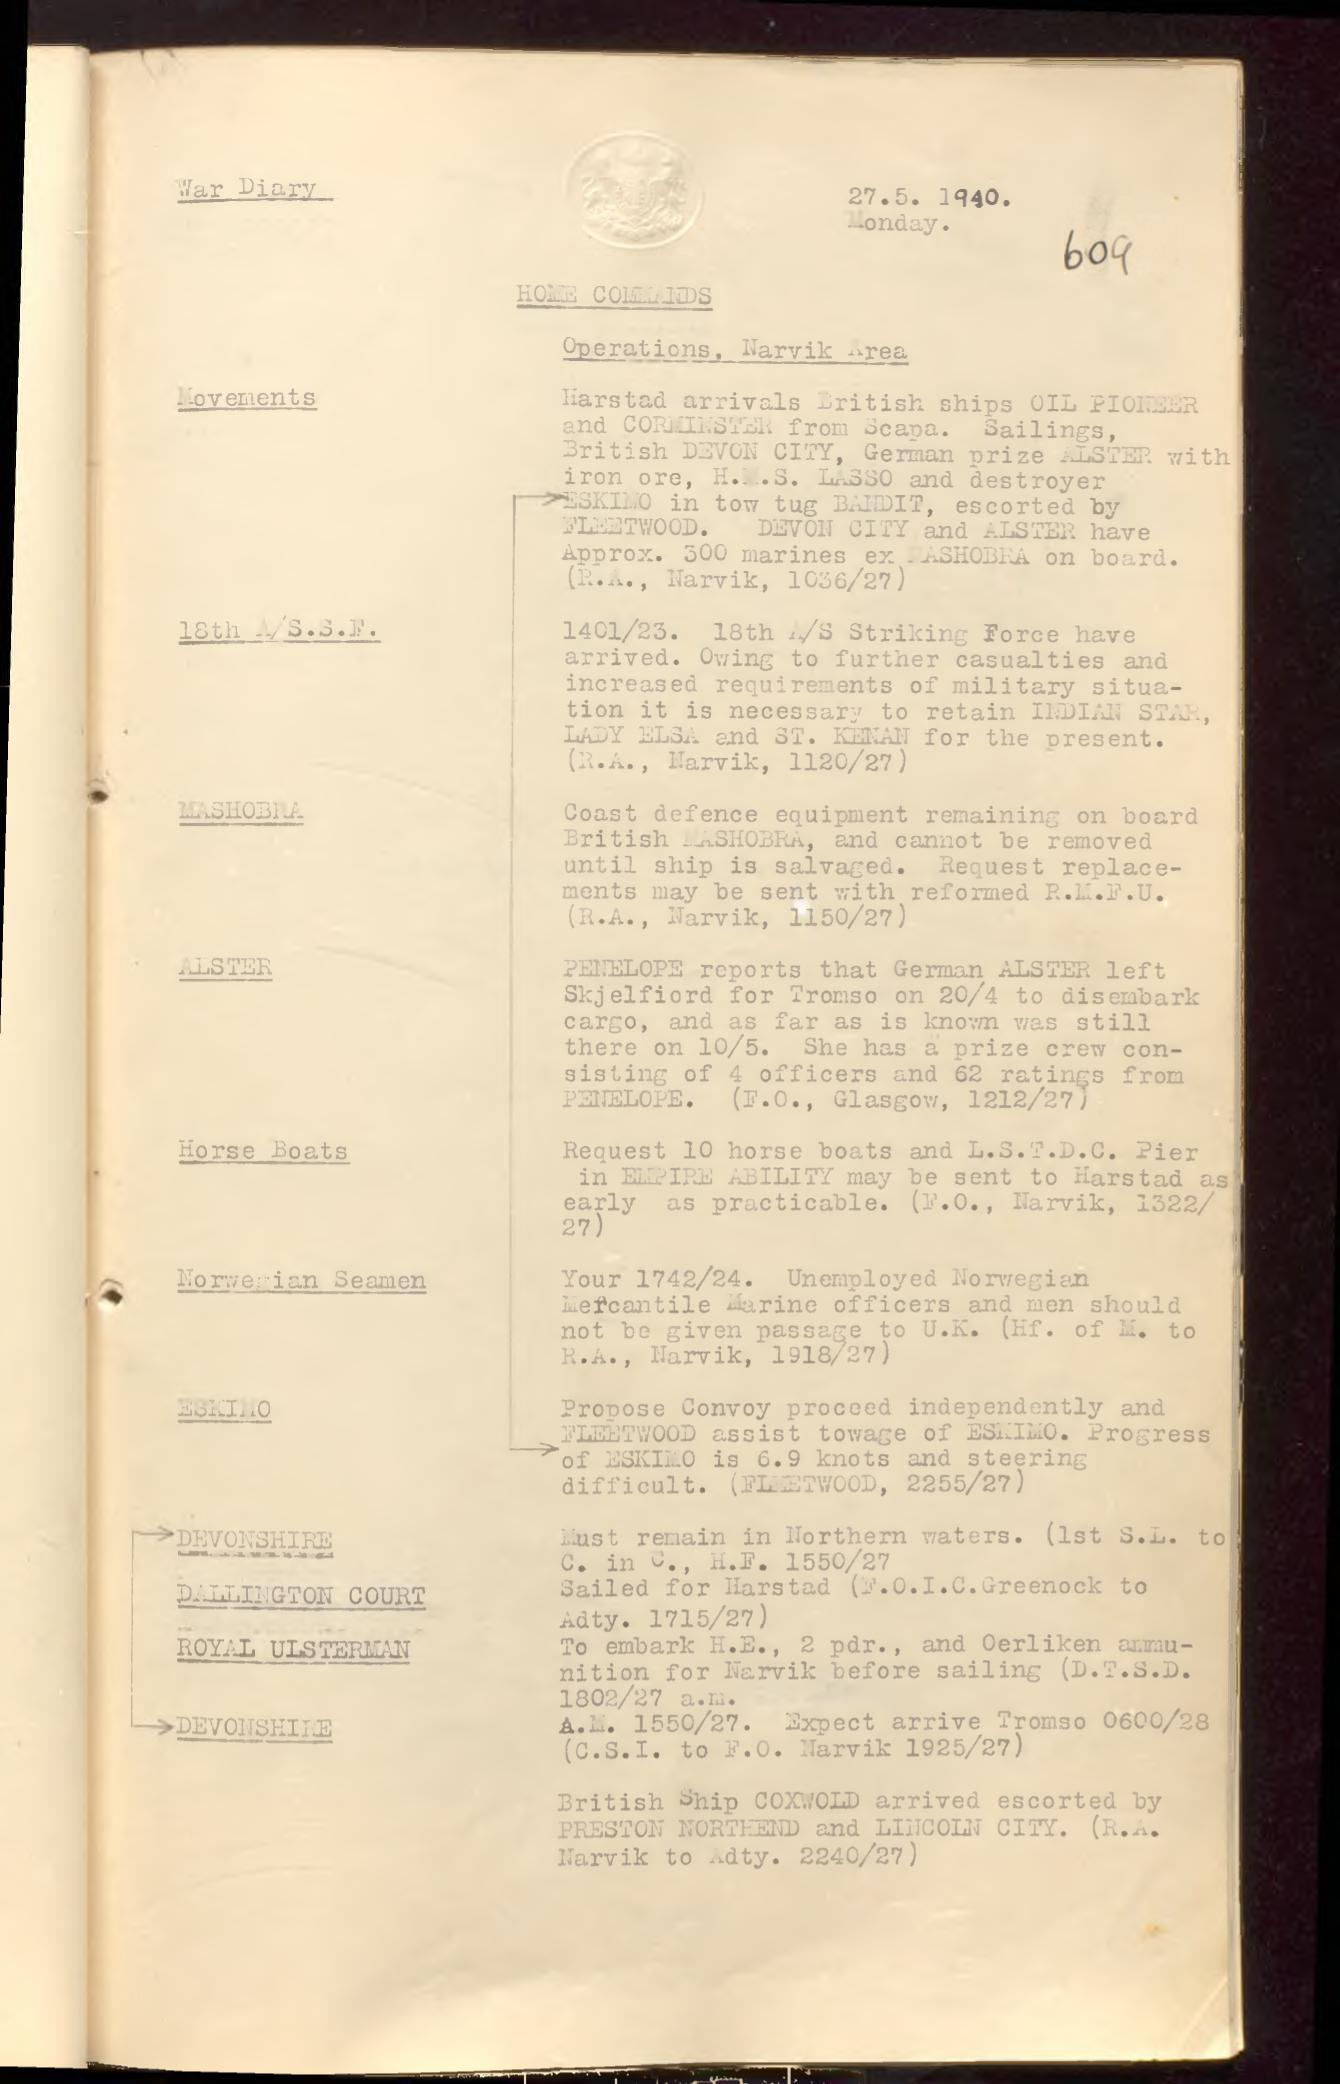 War Diary
27.5. 1940.
Monday.
609
HOME COMMANDS
Operations, Narvik Area
Movements
Harstad arrivals British ships OIL PIONEER
and CORMINSTER from Scapa. Sailings,
British DEVON CITY, German prize ALSTER with
iron ore, H.M.S. LASSO and destroyer
ESKIMO in tow tug BANDIT, escorted by
FLEETWOOD. DEVON CITY and ALSTER have
Approx. 300 marines ex MASHOBRA on board.
(R.A., Narvik, 1036/27)
18th A/S.S.F.
1401/23. 18th A/S Striking Force have
arrived. Owing to further casualties and
increased requirements of military situa-
tion it is necessary to retain INDIAN STAR,
LADY ELSA and ST. KENAN for the present.
(R.A., Narvik, 1120/27)
MASHOBRA
Coast defence equipment remaining on board
British MASHOBRA, and cannot be removed
until ship is salvaged. Request replace-
ments may be sent with reformed R.M.F.U.
(R.A., Narvik, 1150/27)
ALSTER
PENELOPE reports that German ALSTER left
Skjelfiord for Tromso on 20/4 to disembark
cargo, and as far as is known was still
there on 10/5. She has a prize crew con-
sisting of 4 officers and 62 ratings from
PENELOPE. (F.O., Glasgow, 1212/27)
Horse Boats
Request 10 horse boats and L.S.T.D.C. Pier
in EMPIRE ABILITY may be sent to Harstad as
early as practicable. (F.O., Narvik, 1322/
27)
Norwegian Seamen
Your 1742/24. Unemployed Norwegian
Mercantile Marine officers and men should
not be given passage to U.K. (Hf. of M. to
R.A., Narvik, 1918/27)
ESKIMO
Propose Convoy proceed independently and
FLEETWOOD assist towage of ESKIMO. Progress
of ESKIMO is 6.9 knots and steering
difficult. (FLEETWOOD, 2255/27)
DEVONSHIRE
Must remain in Northern waters. (1st S.L. to
C. in C., H.F. 1550/27
DALLINGTON COURT
Sailed for Harstad (F.O.I.C.Greenock to
Adty. 1715/27)
ROYAL ULSTERMAN
To embark H.E., 2 pdr., and Oerliken ammu-
nition for Narvik before sailing (D.T.S.D.
1802/27 a.m.
DEVONSHIRE
A.M. 1550/27. Expect arrive Tromso 0600/28
(C.S.I. to F.O. Narvik 1925/27)
British Ship COXWOLD arrived escorted by
PRESTON NORTHEND and LINCOLN CITY. (R.A.
Narvik to Adty. 2240/27)